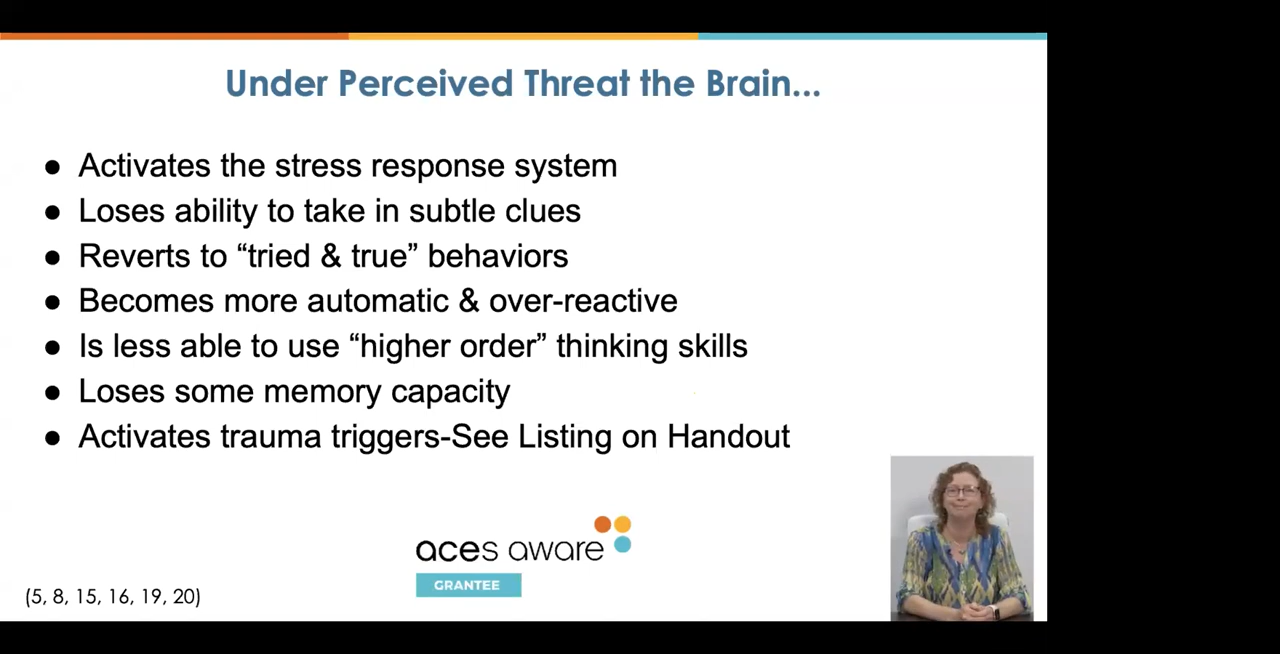 Under Perceived Threat the Brain...
● Activates the stress response system
● Loses ability to take in subtle clues
● Reverts to “tried & true” behaviors
● Becomes more automatic & over-reactive
● Is less able to use “higher order” thinking skills
● Loses some memory capacity
● Activates trauma triggers-See Listing on Handout
aces aware
GRANTEE
(5, 8, 15, 16, 19, 20)